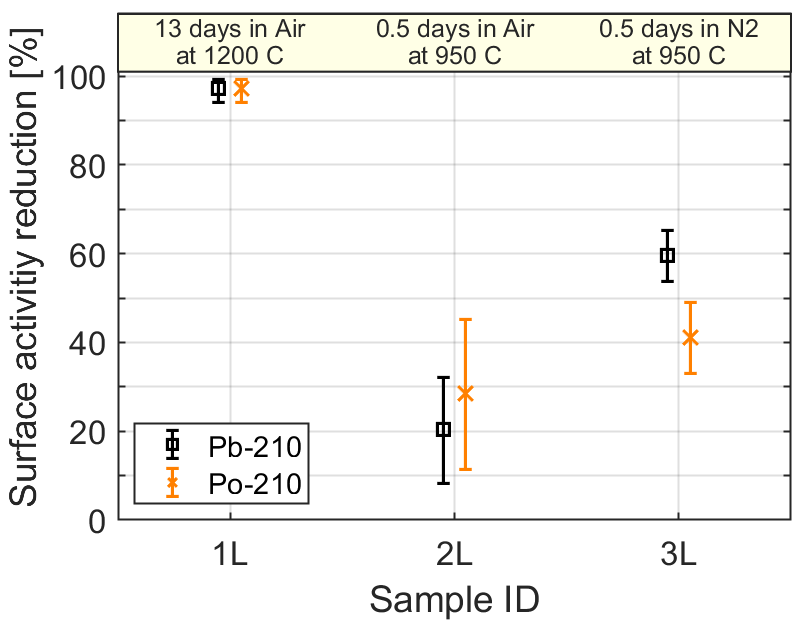 13 days in Air
at 1200 C
0.5 days in Air
at 950 C
0.5 days in N2
at 950 C
Surface activitiy reduction [%]
100
80
60
40
20
0
Pb-210
Po-210
1L
2L
3L
Sample ID